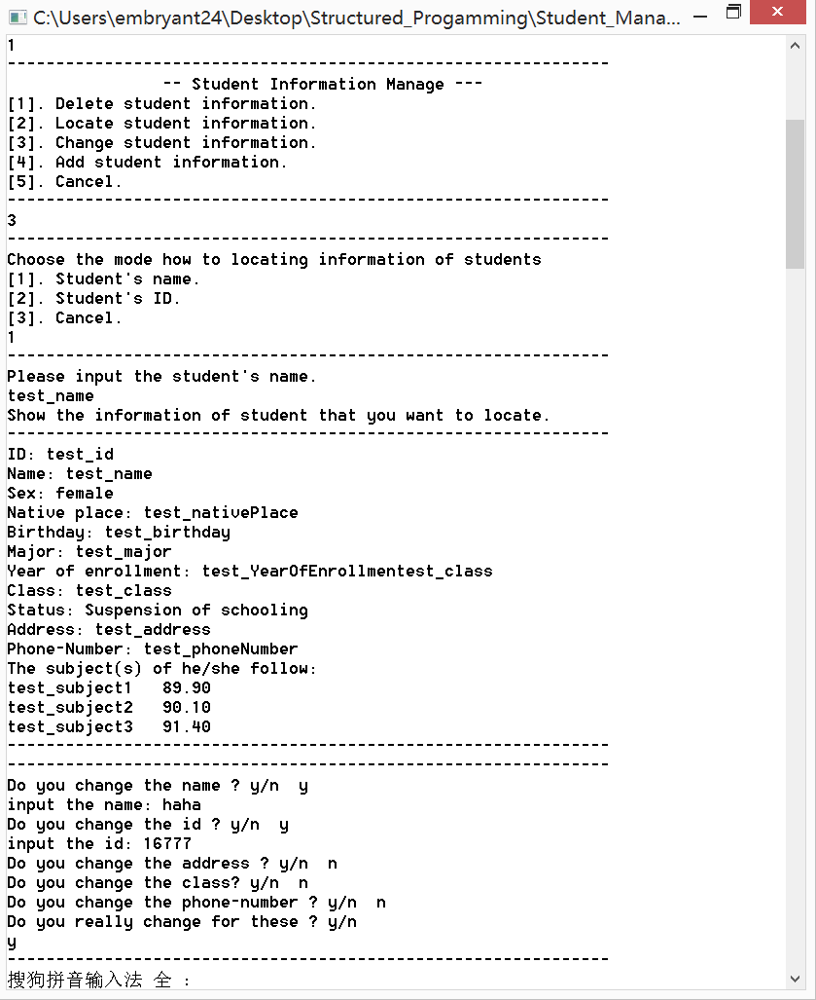 C:\Users\embryant24\Desktop\Structured_Progamming\Student_Mana...
1
--------------------------------------------------------------
-- Student Information Manage ---
[1]. Delete student information.
[2]. Locate student information.
[3]. Change student information.
[4]. Add student information.
[5]. Cancel.
--------------------------------------------------------------
3
--------------------------------------------------------------
Choose the mode how to locating information of students
[1]. Student's name.
[2]. Student's ID.
[3]. Cancel.
1
--------------------------------------------------------------
Please input the student's name.
test_name
Show the information of student that you want to locate.
--------------------------------------------------------------
ID: test_id
Name: test_name
Sex: female
Native place: test_nativePlace
Birthday: test_birthday
Major: test_major
Year of enrollment: test_YearOfEnrollmentest_class
Class: test_class
Status: Suspension of schooling
Address: test_address
Phone-Number: test_phoneNumber
The subject(s) of he/she follow:
test_subject1   89.90
test_subject2   90.10
test_subject3   91.40
--------------------------------------------------------------
--------------------------------------------------------------
Do you change the name ? y/n  y
input the name: haha
Do you change the id ? y/n  y
input the id: 16777
Do you change the address ? y/n  n
Do you change the class? y/n  n
Do you change the phone-number ? y/n  n
Do you really change for these ? y/n
y
--------------------------------------------------------------
搜狗拼音输入法 全 :